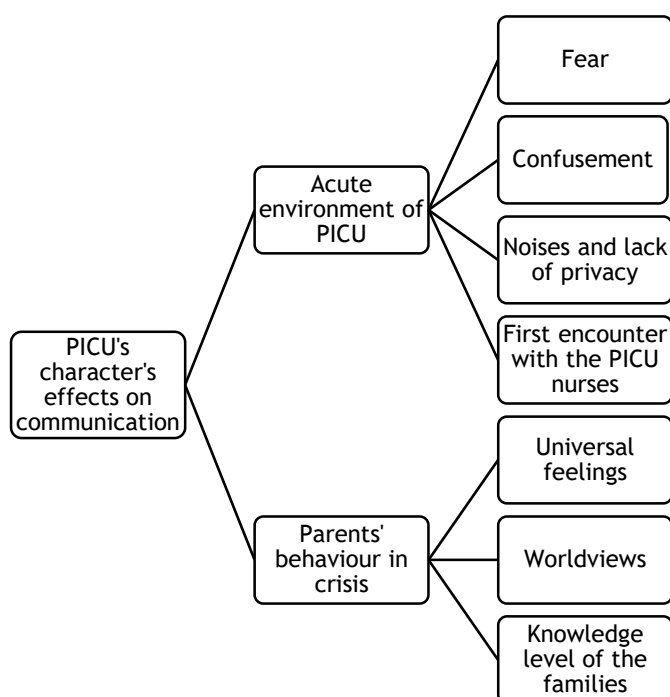 Fear
Confusement
Acute
environment of
PICU
Noises and lack
of privacy
First encounter
with the PICU
nurses
PICU's
character's
effects on
communication
Universal
feelings
Parents'
behaviour in
crisis
Worldviews
Knowledge
level of the
families